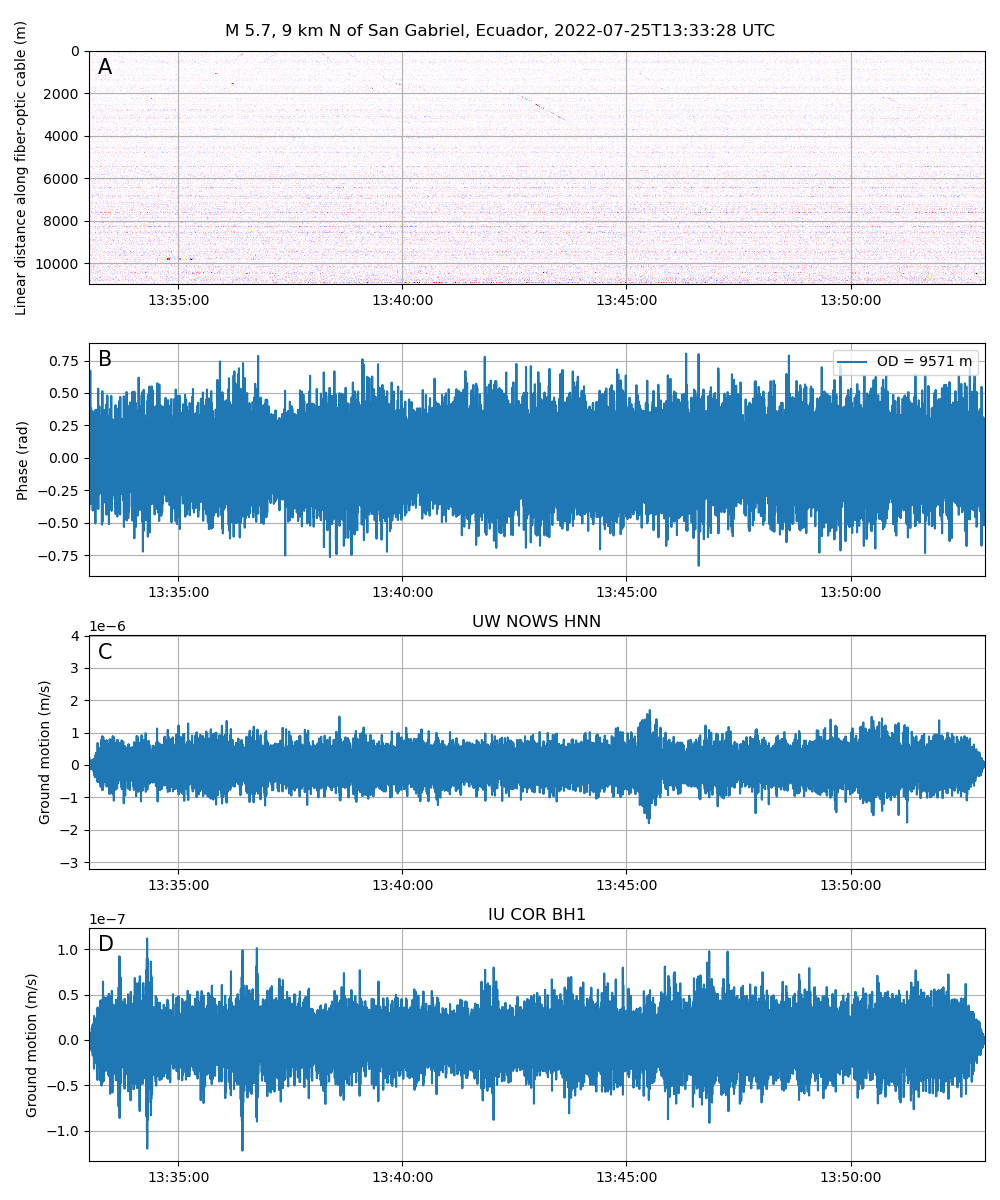 M 5.7, 9 km N of San Gabriel, Ecuador, 2022-07-25T13:33:28 UTC
A
Linear distance along fiber-optic cable (m)
0
2000
4000
6000
8000
10000
13:35:00 13:40:00 13:45:00 13:50:00
B
OD = 9571 m
Phase (rad)
0.75
0.50
0.25
0.00
−0.25
−0.50
−0.75
13:35:00 13:40:00 13:45:00 13:50:00
UW NOWS HNN
1e−6
C
Ground motion (m/s)
4
3
2
1
0
−1
−2
−3
13:35:00 13:40:00 13:45:00 13:50:00
IU COR BH1
1e−7
D
Ground motion (m/s)
1.0
0.5
0.0
−0.5
−1.0
13:35:00 13:40:00 13:45:00 13:50:00